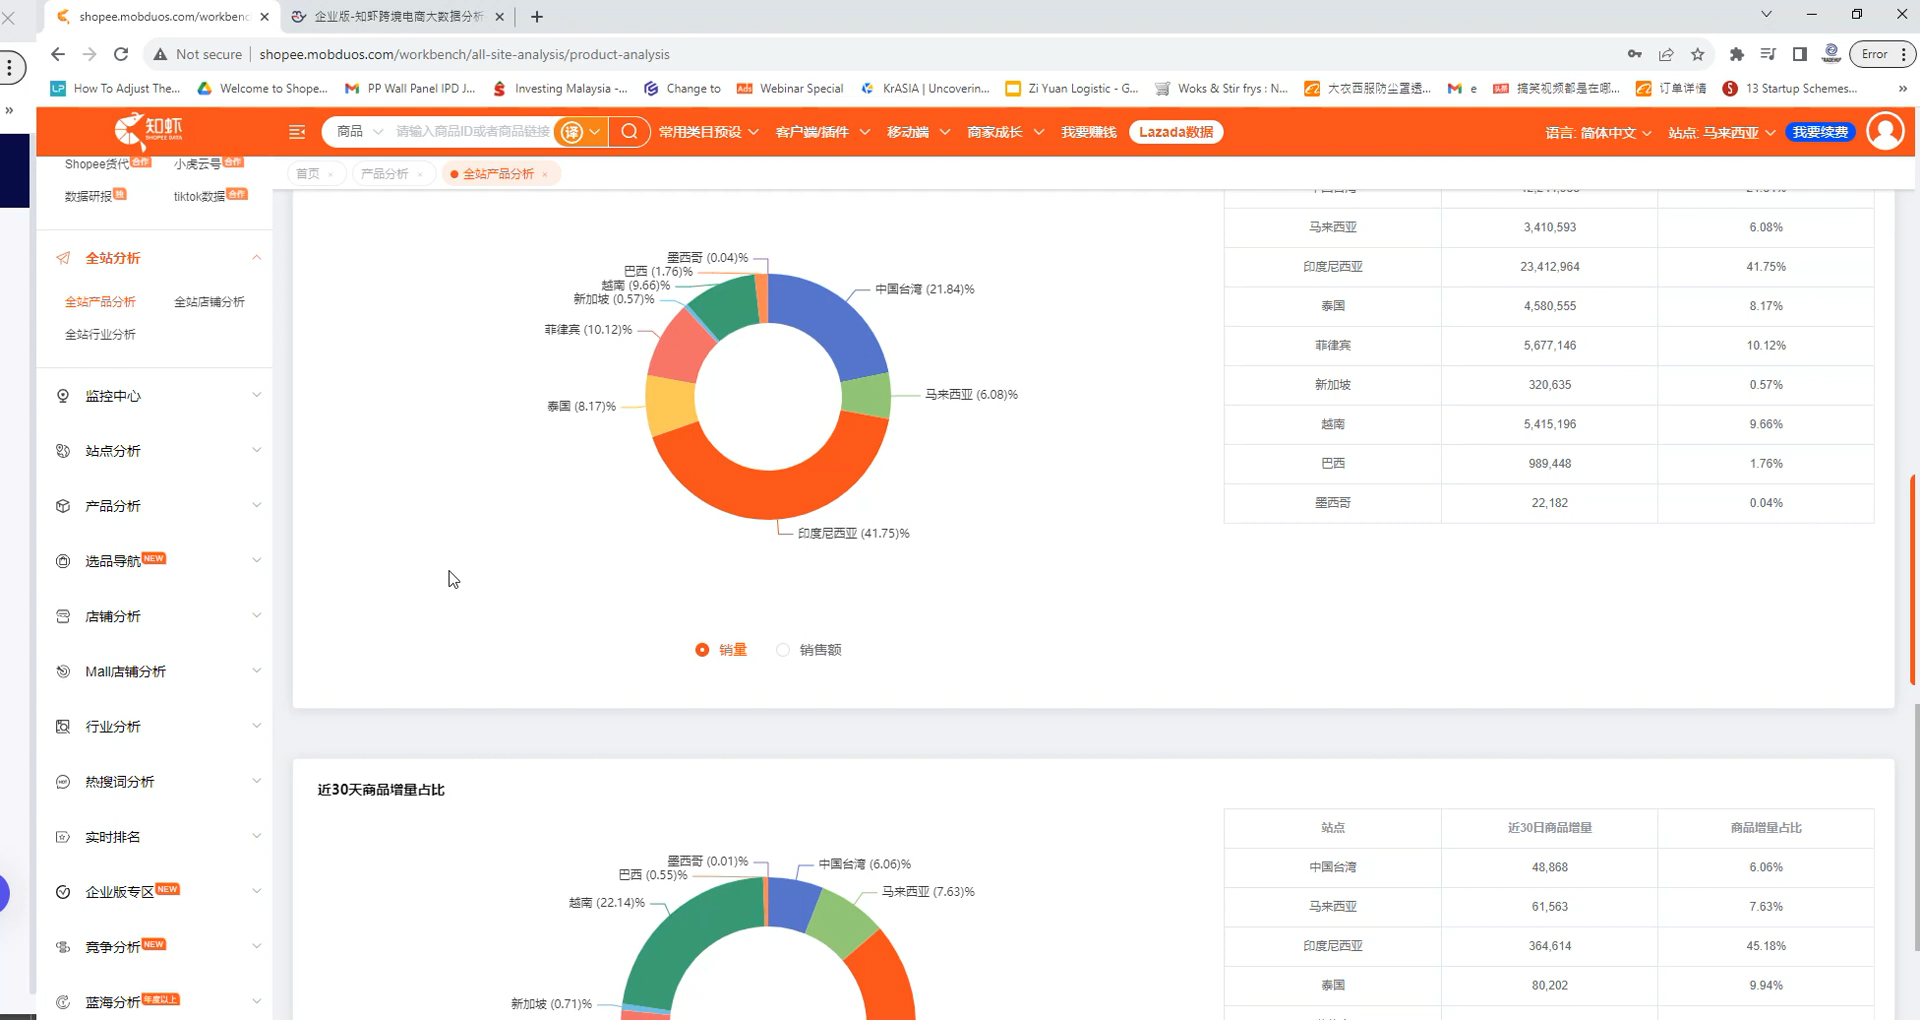 shopee.mobduos.com/workbenc
企业版-知虾跨境电商大数据分析
Not secure
shopee.mobduos.com/workbench/all-site-analysis/product-analysis
Error
How To Adjust The...
Welcome to Shope...
PP Wall Panel IPD J...
Investing Malaysia -...
Change to
Webinar Special
KrASIA | Uncoverin...
Zi Yuan Logistic - G...
Woks & Stir frys : N...
大衣西服防尘置透...
e
搞笑视频都是在哪...
订单详情
13 Startup Schemes...
知虾
SHOPEE DATA
商品
请输入商品ID或者商品链接
译
常用类目预设
客户端/插件
移动端
商家成长
我要赚钱
Lazada数据
语言: 简体中文
站点: 马来西亚
我要续费
Shopee货代 合作
小虎云号 合作
数据研报 独
tiktok数据 合作
首页
产品分析
全站产品分析
全站分析
全站产品分析
全站店铺分析
全站行业分析
监控中心
站点分析
产品分析
选品导航 NEW
店铺分析
Mall店铺分析
行业分析
热搜词分析
实时排名
企业版专区 NEW
竞争分析 NEW
蓝海分析 年度以上
墨西哥 (0.04)%
巴西 (1.76)%
越南 (9.66)%
新加坡 (0.57)%
菲律宾 (10.12)%
泰国 (8.17)%
中国台湾 (21.84)%
马来西亚 (6.08)%
印度尼西亚 (41.75)%
销量
销售额
马来西亚 3,410,593 6.08%
印度尼西亚 23,412,964 41.75%
泰国 4,580,555 8.17%
菲律宾 5,677,146 10.12%
新加坡 320,635 0.57%
越南 5,415,196 9.66%
巴西 989,448 1.76%
墨西哥 22,182 0.04%
近30天商品增量占比
墨西哥 (0.01)%
巴西 (0.55)%
越南 (22.14)%
新加坡 (0.71)%
中国台湾 (6.06)%
马来西亚 (7.63)%
站点 近30日商品增量 商品增量占比
中国台湾 48,868 6.06%
马来西亚 61,563 7.63%
印度尼西亚 364,614 45.18%
泰国 80,202 9.94%